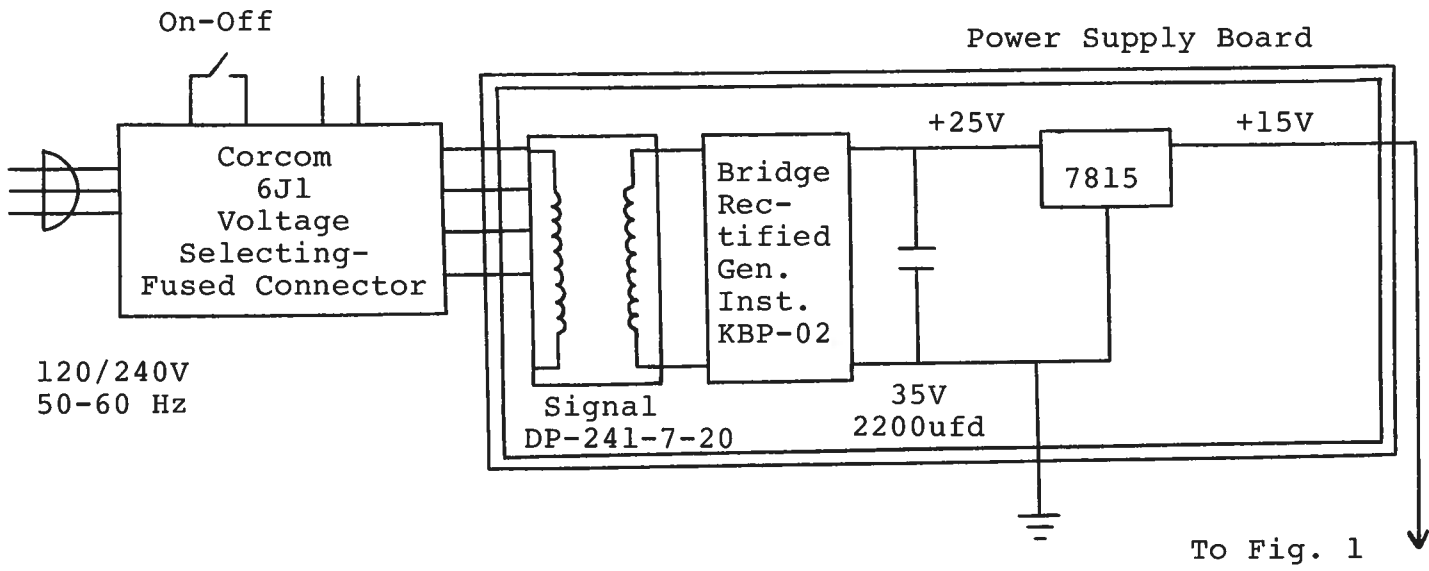 On-Off
Power Supply Board
Corcom
6J1
Voltage
Selecting-
Fused Connector
120/240V
50-60 Hz
Signal
DP-241-7-20
Bridge
Rec-
tified
Gen.
Inst.
KBP-02
+25V
35V
2200ufd
7815
+15V
To Fig. 1